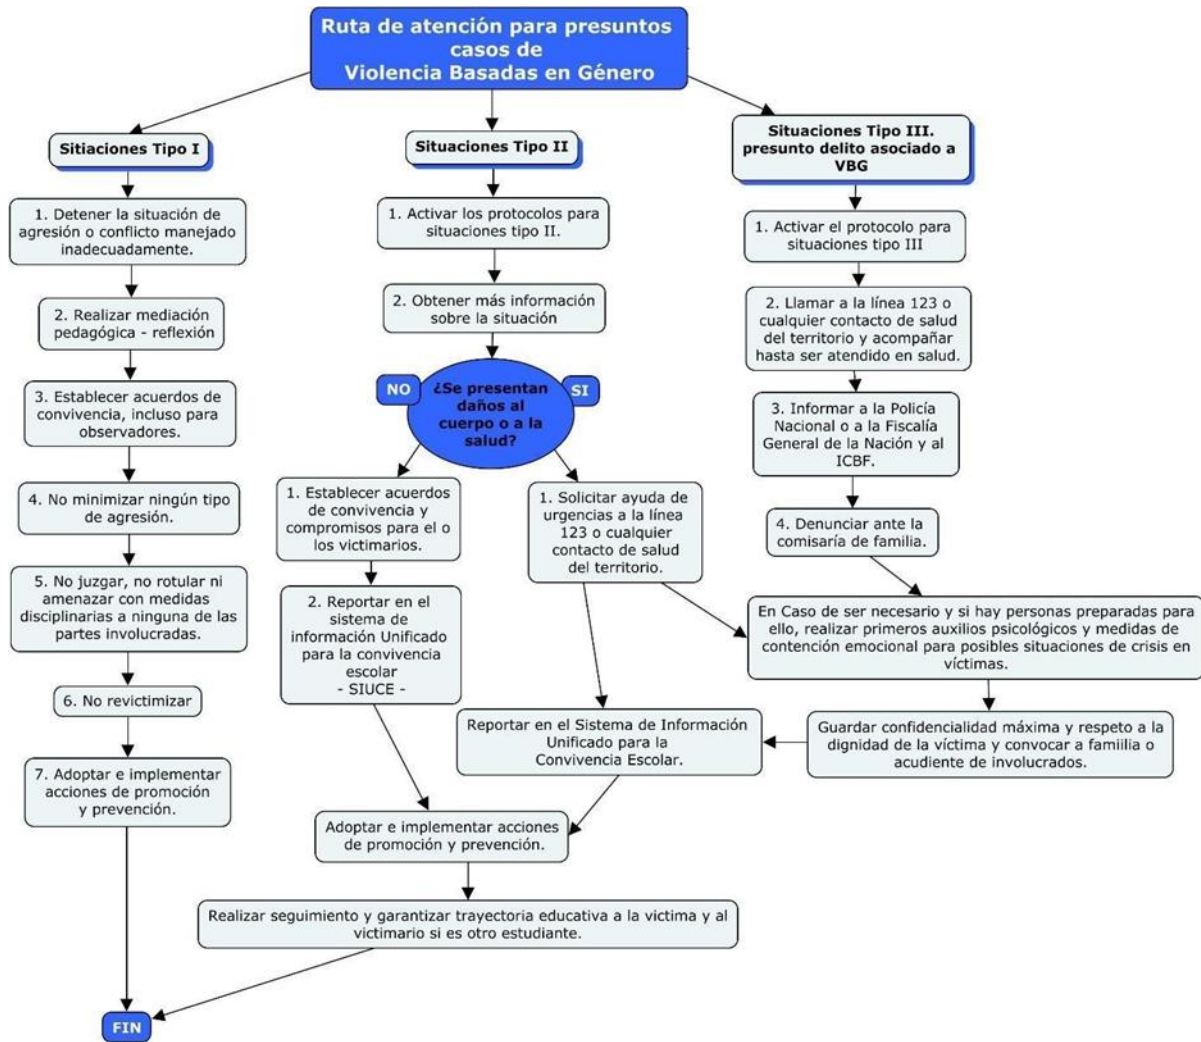 Ruta de atención para presuntos
casos de
Violencia Basadas en Género
Sitiaciones Tipo I
1. Detener la situación de
agresión o conflicto manejado
inadecuadamente.
2. Realizar mediación
pedagógica - reflexión
3. Establecer acuerdos de
convivencia, incluso para
observadores.
4. No minimizar ningún tipo
de agresión.
5. No juzgar, no rotular ni
amenazar con medidas
disciplinarias a ninguna de las
partes involucradas.
6. No revictimizar
7. Adoptar e implementar
acciones de promoción
y prevención.
Situaciones Tipo II
1. Activar los protocolos para
situaciones tipo II.
2. Obtener más información
sobre la situación
¿Se presentan
daños al
cuerpo o a la
salud?
NO
1. Establecer acuerdos
de convivencia y
compromisos para el o
los victimarios.
2. Reportar en el
sistema de
información Unificado
para la convivencia
escolar
- SIUCE -
SI
1. Solicitar ayuda de
urgencias a la línea
123 o cualquier
contacto de salud
del territorio.
Situaciones Tipo III.
presunto delito asociado a
VBG
1. Activar el protocolo para
situaciones tipo III
2. Llamar a la línea 123 o
cualquier contacto de salud
del territorio y acompañar
hasta ser atendido en salud.
3. Informar a la Policía
Nacional o a la Fiscalía
General de la Nación y al
ICBF.
4. Denunciar ante la
comisaría de familia.
En Caso de ser necesario y si hay personas preparadas para
ello, realizar primeros auxilios psicológicos y medidas de
contención emocional para posibles situaciones de crisis en
víctimas.
Guardar confidencialidad máxima y respeto a la
dignidad de la víctima y convocar a famiilia o
acudiente de involucrados.
Reportar en el Sistema de Información
Unificado para la
Convivencia Escolar.
Adoptar e implementar acciones
de promoción y prevención.
Realizar seguimiento y garantizar trayectoria educativa a la victima y al
victimario si es otro estudiante.
FIN